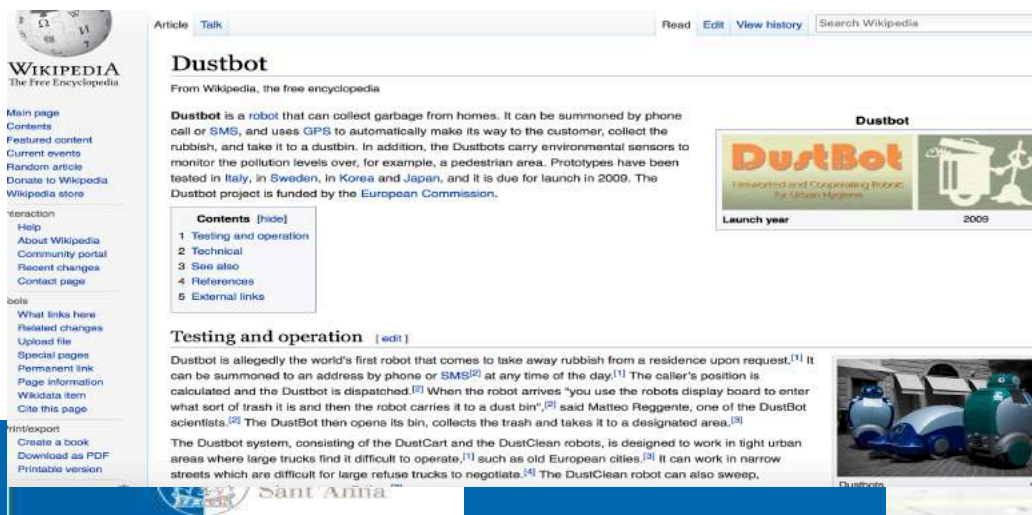 Article Talk Read Edit View history Search Wikipedia
WIKIPEDIA
The Free Encyclopedia
Main page
Contents
Featured content
Current events
Random article
Donate to Wikipedia
Wikipedia store
nteraction
Help
About Wikipedia
Community portal
Recent changes
Contact page
ools
What links here
Related changes
Upload file
Special pages
Permanent link
Page information
Wikidata item
Cite this page
rint/export
Create a book
Download as PDF
Printable version
Dustbot
From Wikipedia, the free encyclopedia
Dustbot is a robot that can collect garbage from homes. It can be summoned by phone
call or SMS, and uses GPS to automatically make its way to the customer, collect the
rubbish, and take it to a dustbin. In addition, the Dustbots carry environmental sensors to
monitor the pollution levels over, for example, a pedestrian area. Prototypes have been
tested in Italy, in Sweden, in Korea and Japan, and it is due for launch in 2009. The
Dustbot project is funded by the European Commission.
Dustbot
DustBot
Networked and Cooperating Robots
for Urban Hygiene
Launch year 2009
Contents [hide]
1 Testing and operation
2 Technical
3 See also
4 References
5 External links
Testing and operation [edit]
Dustbot is allegedly the world's first robot that comes to take away rubbish from a residence upon request.[1] It
can be summoned to an address by phone or SMS[2] at any time of the day.[1] The caller's position is
calculated and the Dustbot is dispatched.[2] When the robot arrives "you use the robots display board to enter
what sort of trash it is and then the robot carries it to a dust bin",[2] said Matteo Reggente, one of the DustBot
scientists.[2] The DustBot then opens its bin, collects the trash and takes it to a designated area.[3]
The Dustbot system, consisting of the DustCart and the DustClean robots, is designed to work in tight urban
areas where large trucks find it difficult to operate,[1] such as old European cities.[3] It can work in narrow
streets which are difficult for large refuse trucks to negotiate.[4] The DustClean robot can also sweep,
Dustbots
Sant'Anna